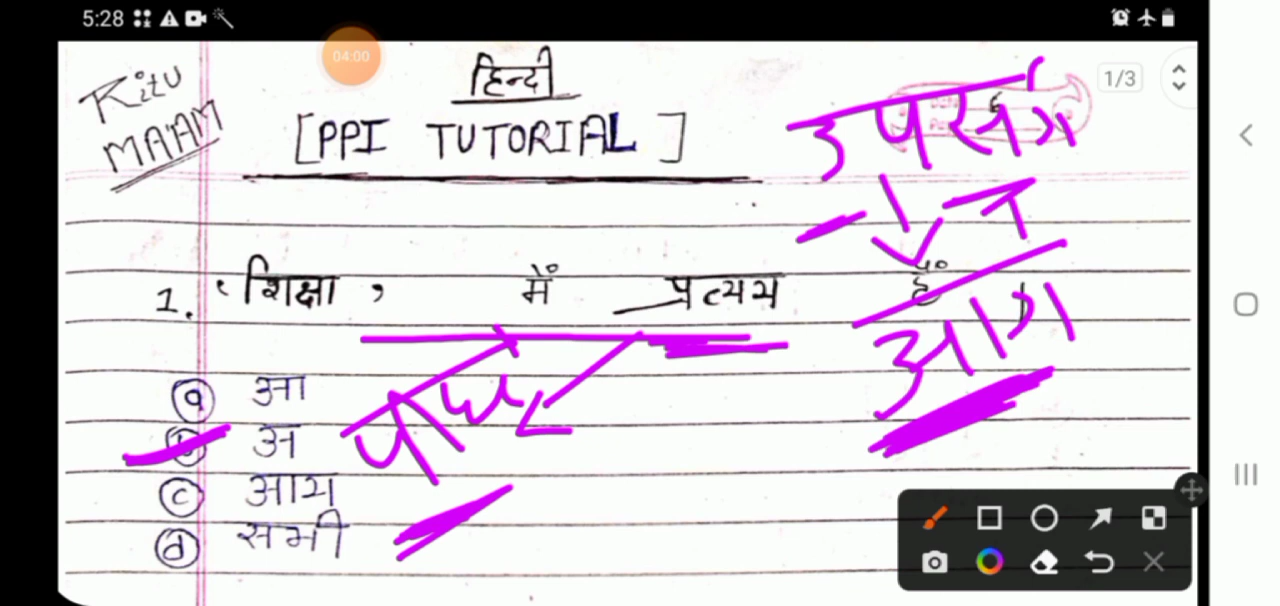 5:28
04:00
1/3
Ritu
MA'AM
हिन्दी
[PPI TUTORIAL]
उपसर्ग
1. 'शिक्षा' में प्रत्यय हैं
आग
पीछे
ⓐ आ
ⓑ अ
ⓒ आय
ⓓ सभी